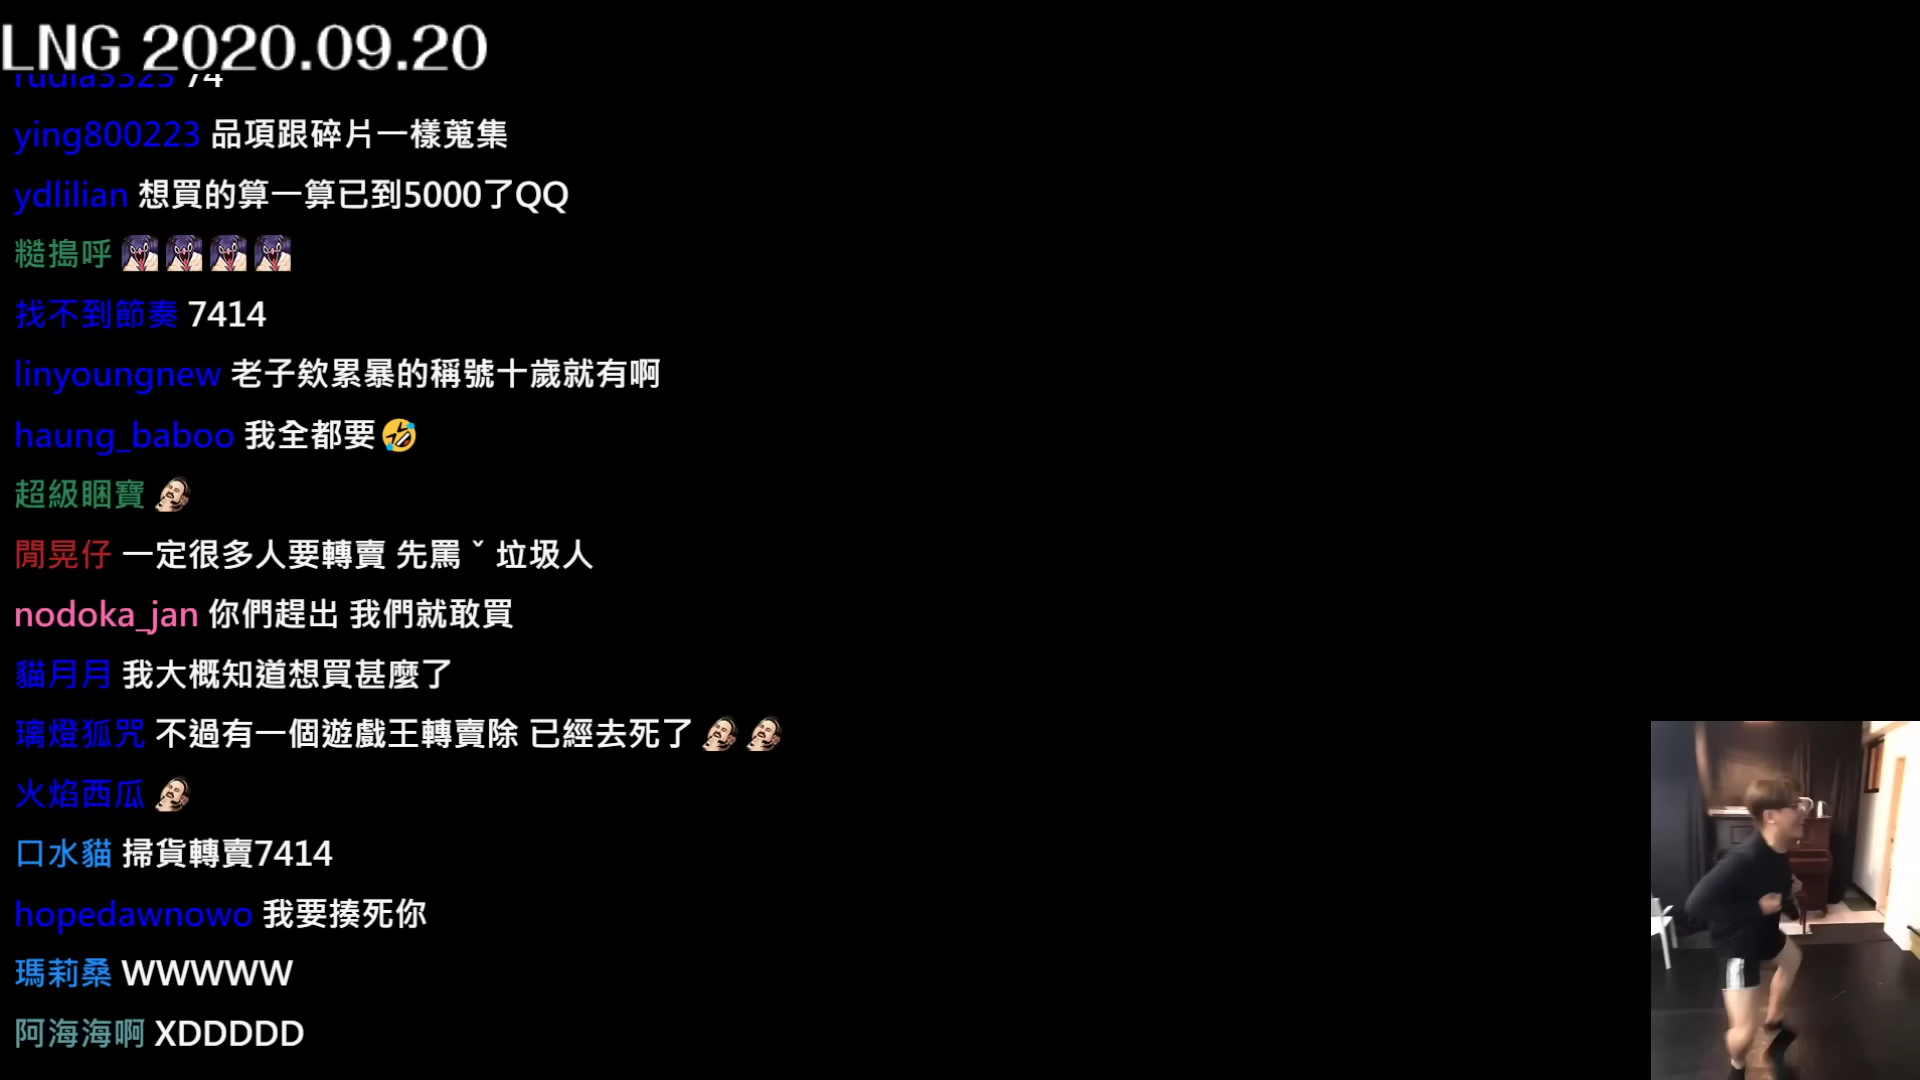 LNG 2020.09.20
rudia3323 74
ying800223 品項跟碎片一樣蒐集
ydlilian 想買的算一算已到5000了QQ
糙搗呼
找不到節奏 7414
linyoungnew 老子欸累暴的稱號十歲就有啊
haung_baboo 我全都要🤣
超級睏寶
閒晃仔 一定很多人要轉賣 先罵ˇ垃圾人
nodoka_jan 你們趕出 我們就敢買
貓月月 我大概知道想買甚麼了
璃燈狐咒 不過有一個遊戲王轉賣除 已經去死了
火焰西瓜
口水貓 掃貨轉賣7414
hopedawnowo 我要揍死你
瑪莉桑 WWWWW
阿海海啊 XDDDDD